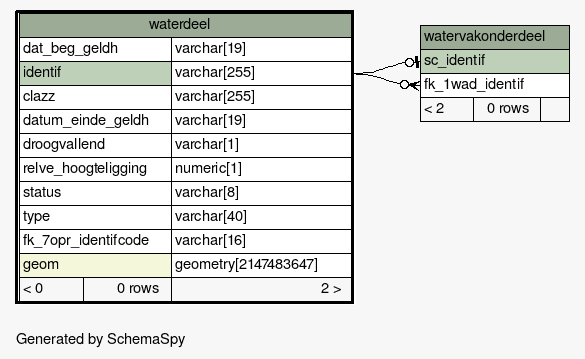 waterdeel
dat_beg_geldh varchar[19]
identif varchar[255]
clazz varchar[255]
datum_einde_geldh varchar[19]
droogvallend varchar[1]
relve_hoogteligging numeric[1]
status varchar[8]
type varchar[40]
fk_7opr_identifcode varchar[16]
geom geometry[2147483647]
< 0 0 rows 2 >
watervakonderdeel
sc_identif
fk_1wad_identif
< 2 0 rows
Generated by SchemaSpy